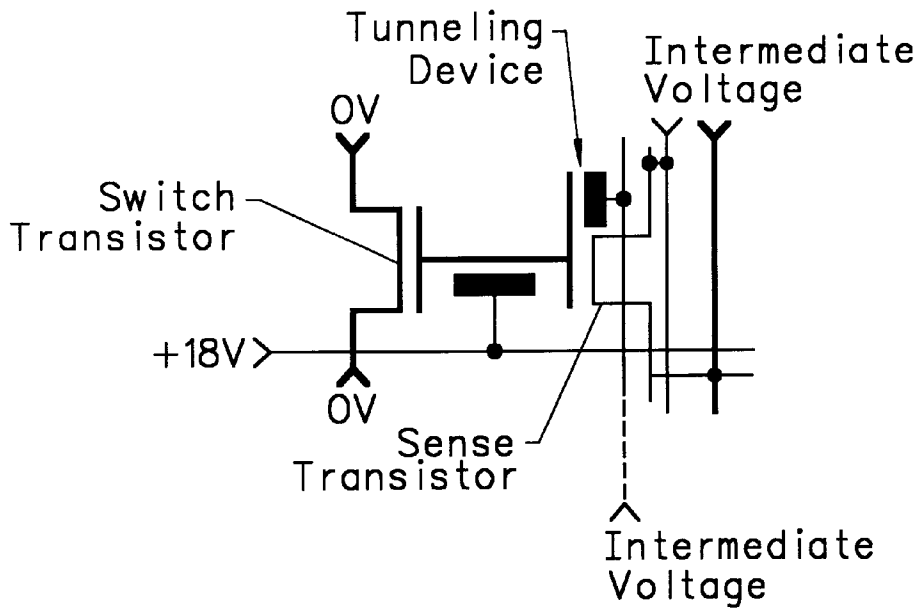 Tunneling
Device
Intermediate
Voltage
0V
Switch
Transistor
+18V
0V
Sense
Transistor
Intermediate
Voltage